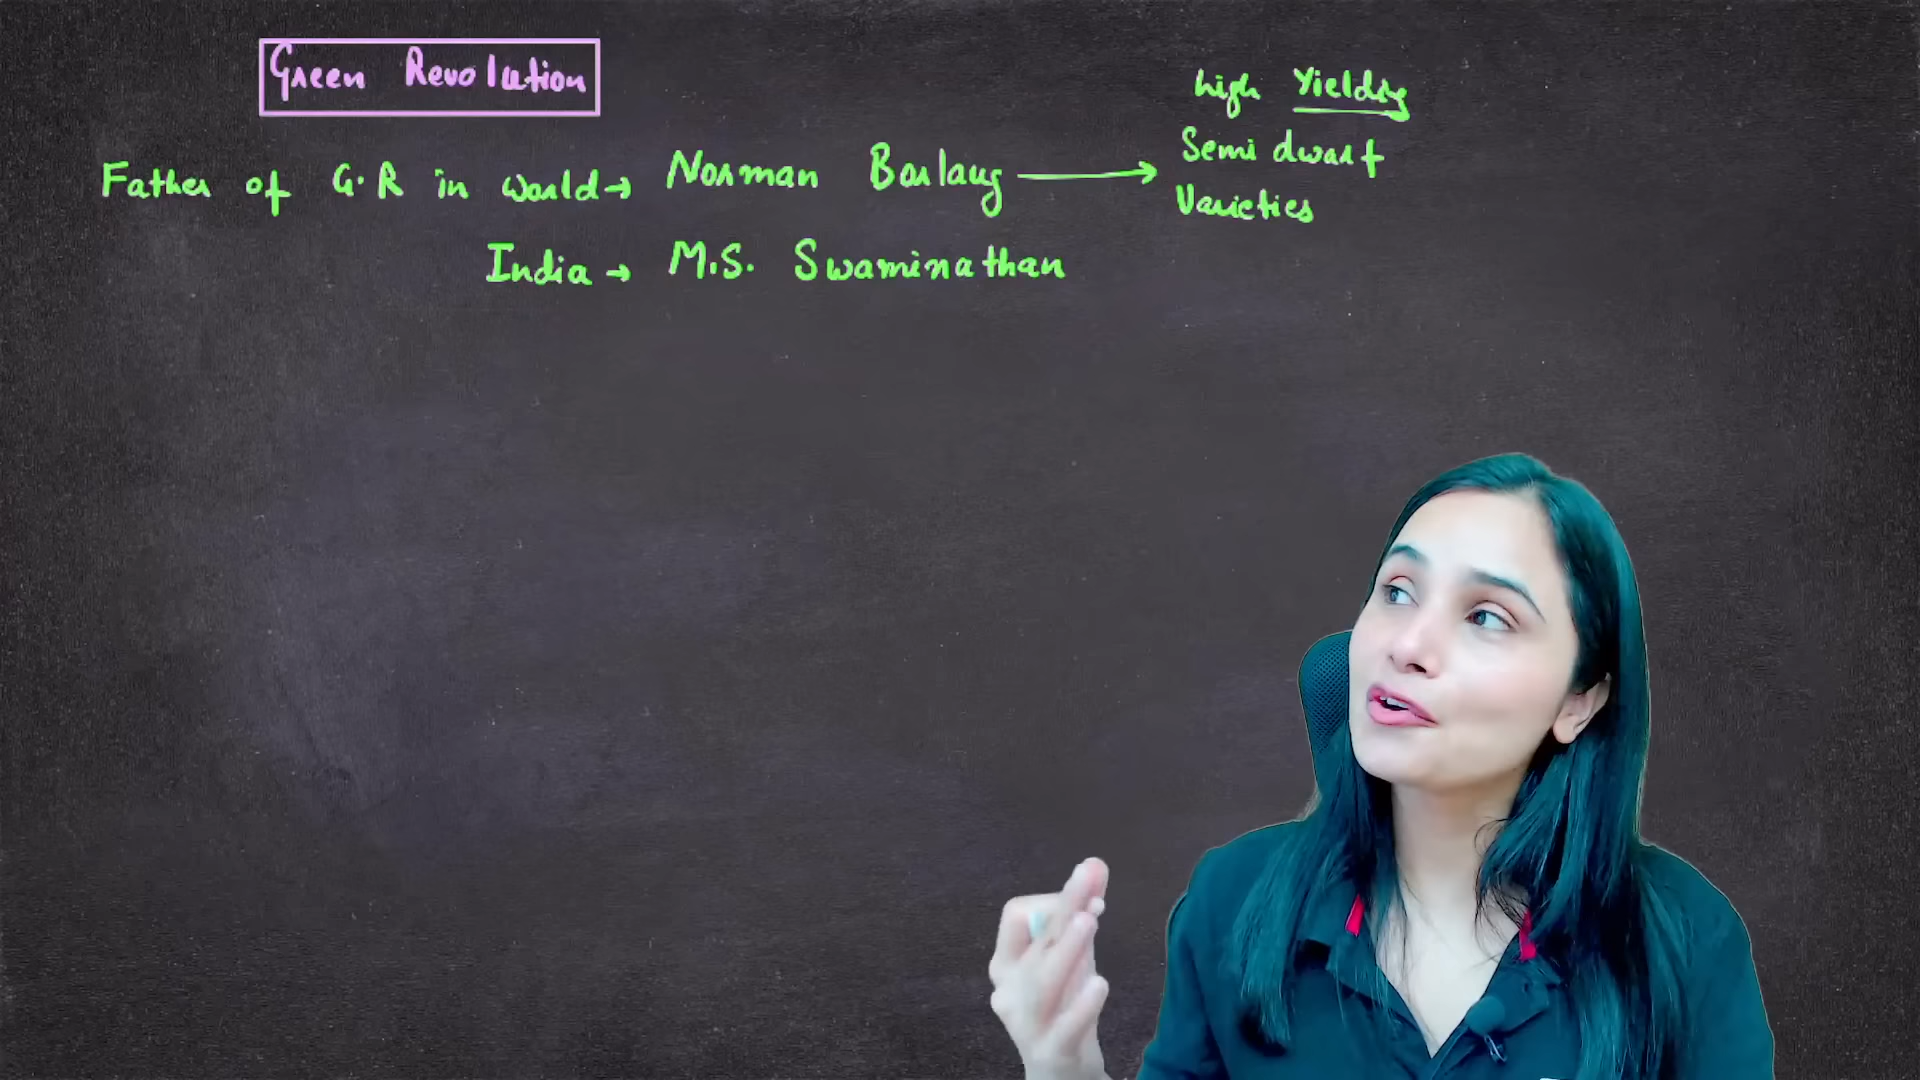 Green Revolution
Father of G.R in world → Norman Borlaug →
high Yielding
Semi dwarf
Varieties
India → M.S. Swaminathan